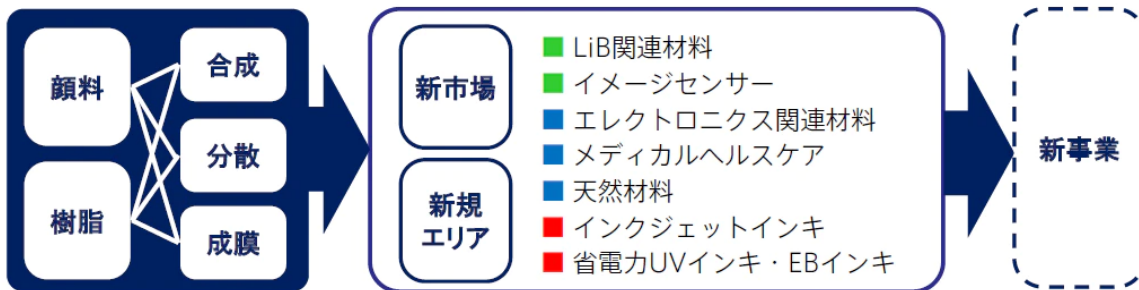 顔料
樹脂
合成
分散
成膜
新市場
新規
エリア
LiB関連材料
イメージセンサー
エレクトロニクス関連材料
メディカルヘルスケア
天然材料
インクジェットインキ
省電力UVインキ・EBインキ
新事業